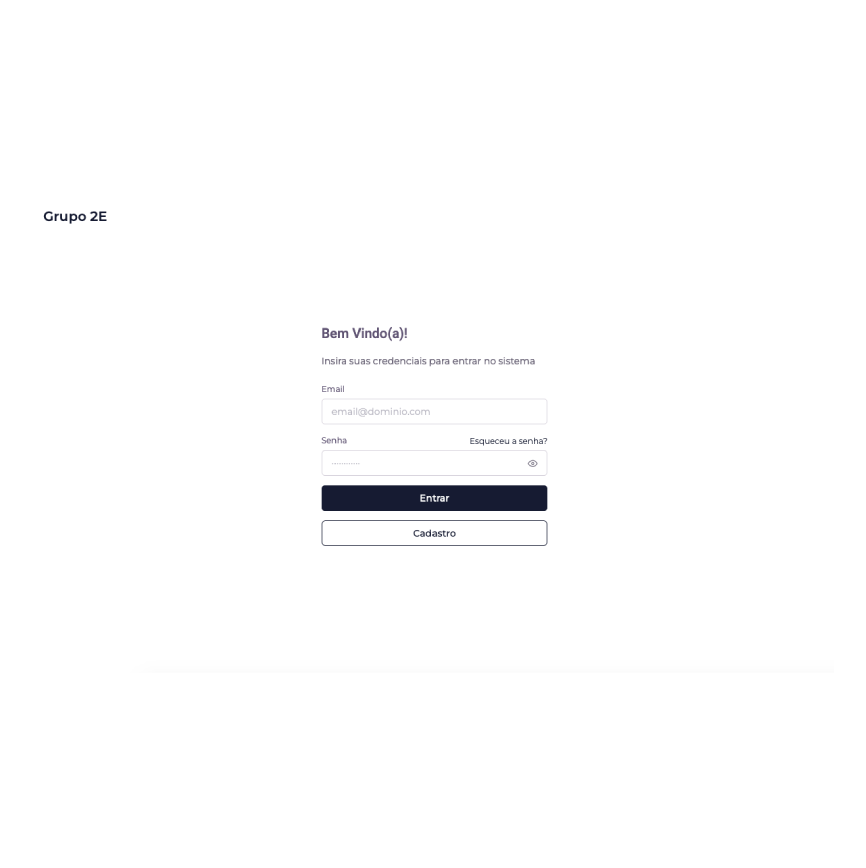 Grupo 2E
Bem Vindo(a)!
Insira suas credenciais para entrar no sistema
Email
email@dominio.com
Senha Esqueceu a senha?
............
Entrar
Cadastro